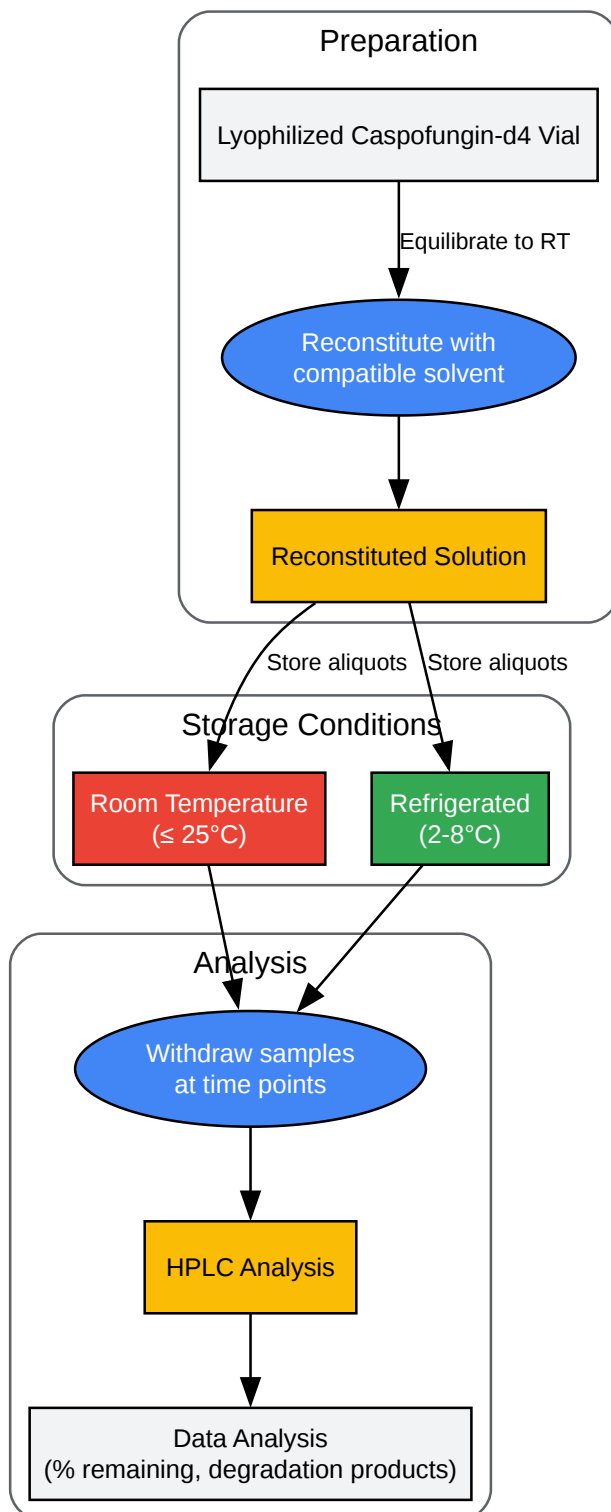 Preparation
Lyophilized Caspofungin-d4 Vial
Equilibrate to RT
Reconstitute with
compatible solvent
Reconstituted Solution
Store aliquots
Store aliquots
Storage Conditions
Room Temperature
(≤ 25°C)
Refrigerated
(2-8°C)
Analysis
Withdraw samples
at time points
HPLC Analysis
Data Analysis
(% remaining, degradation products)